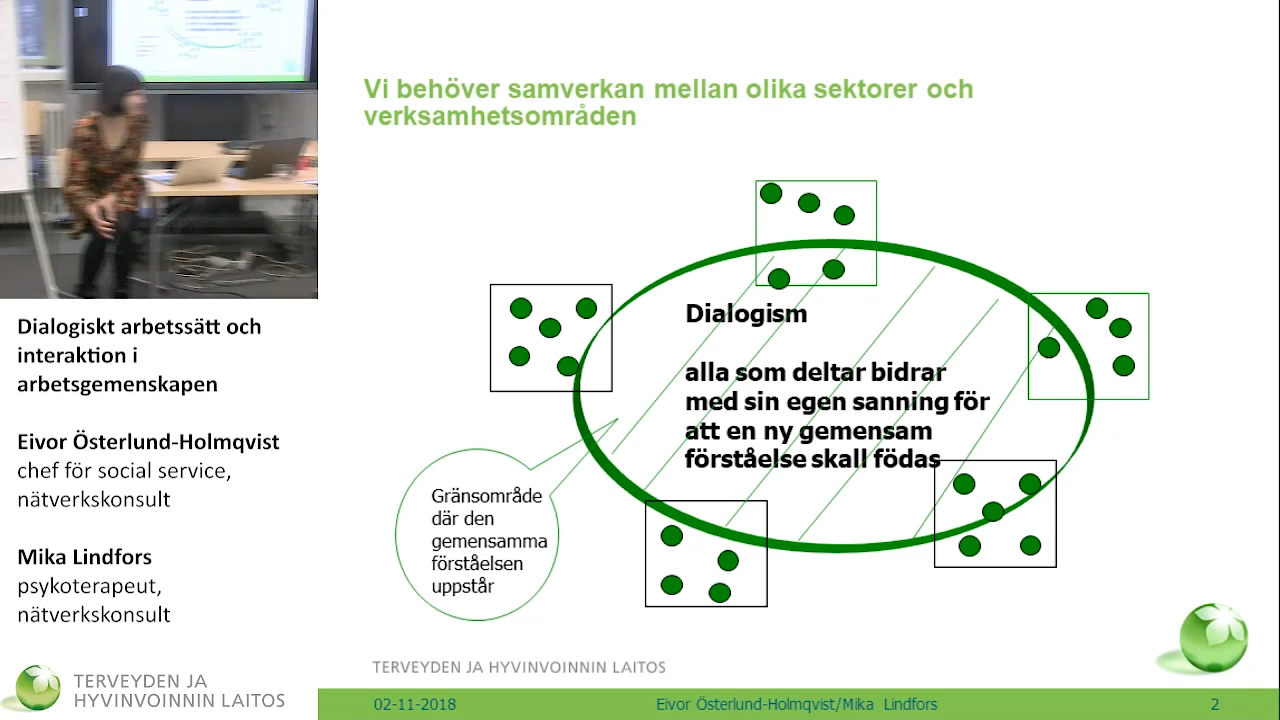 Vi behöver samverkan mellan olika sektorer och
verksamhetsområden
Dialogism
alla som deltar bidrar
med sin egen sanning för
att en ny gemensam
förståelse skall födas
Gränsområde
där den
gemensamma
förståelsen
uppstår
TERVEYDEN JA HYVINVOINNIN LAITOS
02-11-2018
Eivor Österlund-Holmqvist/Mika Lindfors
2
Dialogiskt arbetssätt och
interaktion i
arbetsgemenskapen
Eivor Österlund-Holmqvist
chef för social service,
nätverkskonsult
Mika Lindfors
psykoterapeut,
nätverkskonsult
TERVEYDEN JA
HYVINVOINNIN LAITOS